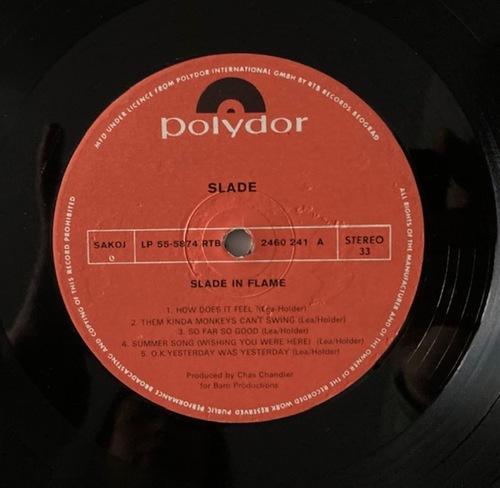 MFD UNDER LICENCE FROM POLYDOR INTERNATIONAL GMBH BY RTB RECORDS, BEOGRAD
polydor
SLADE
SAKOJ
0
LP 55-5874 RTB
2460 241 A
STEREO
33
SLADE IN FLAME
1. HOW DOES IT FEEL ? (Lea-Holder)
2. THEM KINDA MONKEYS CAN'T SWING (Lea/Holder)
3. SO FAR SO GOOD (Lea/Holder)
4. SUMMER SONG (WISHING YOU WERE HERE) (Lea/Holder)
5. O.K.YESTERDAY WAS YESTERDAY (Lea/Holder)
Produced by Chas Chandler
for Barn Productions
ALL RIGHTS OF THE MANUFACTURER AND OF THE OWNER OF THE RECORDED WORK RESERVED PUBLIC PERFORMANCE BROADCASTING AND COPYING OF THIS RECORD PROHIBITED